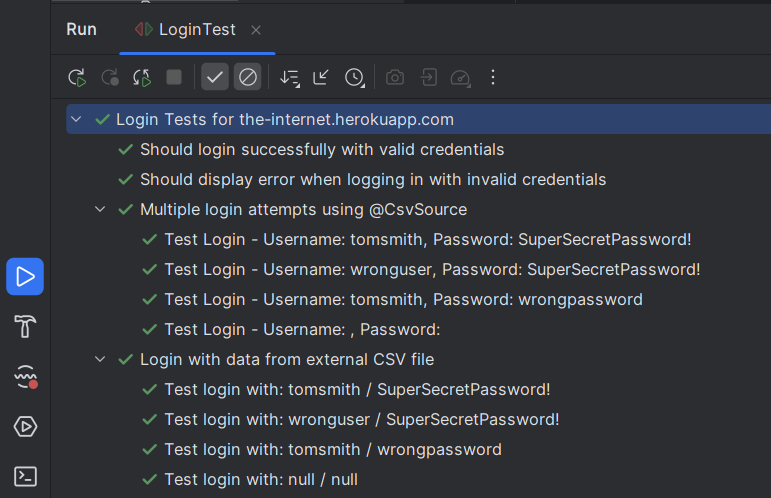 Run LoginTest
Login Tests for the-internet.herokuapp.com
Should login successfully with valid credentials
Should display error when logging in with invalid credentials
Multiple login attempts using @CsvSource
Test Login - Username: tomsmith, Password: SuperSecretPassword!
Test Login - Username: wronguser, Password: SuperSecretPassword!
Test Login - Username: tomsmith, Password: wrongpassword
Test Login - Username: , Password:
Login with data from external CSV file
Test login with: tomsmith / SuperSecretPassword!
Test login with: wronguser / SuperSecretPassword!
Test login with: tomsmith / wrongpassword
Test login with: null / null